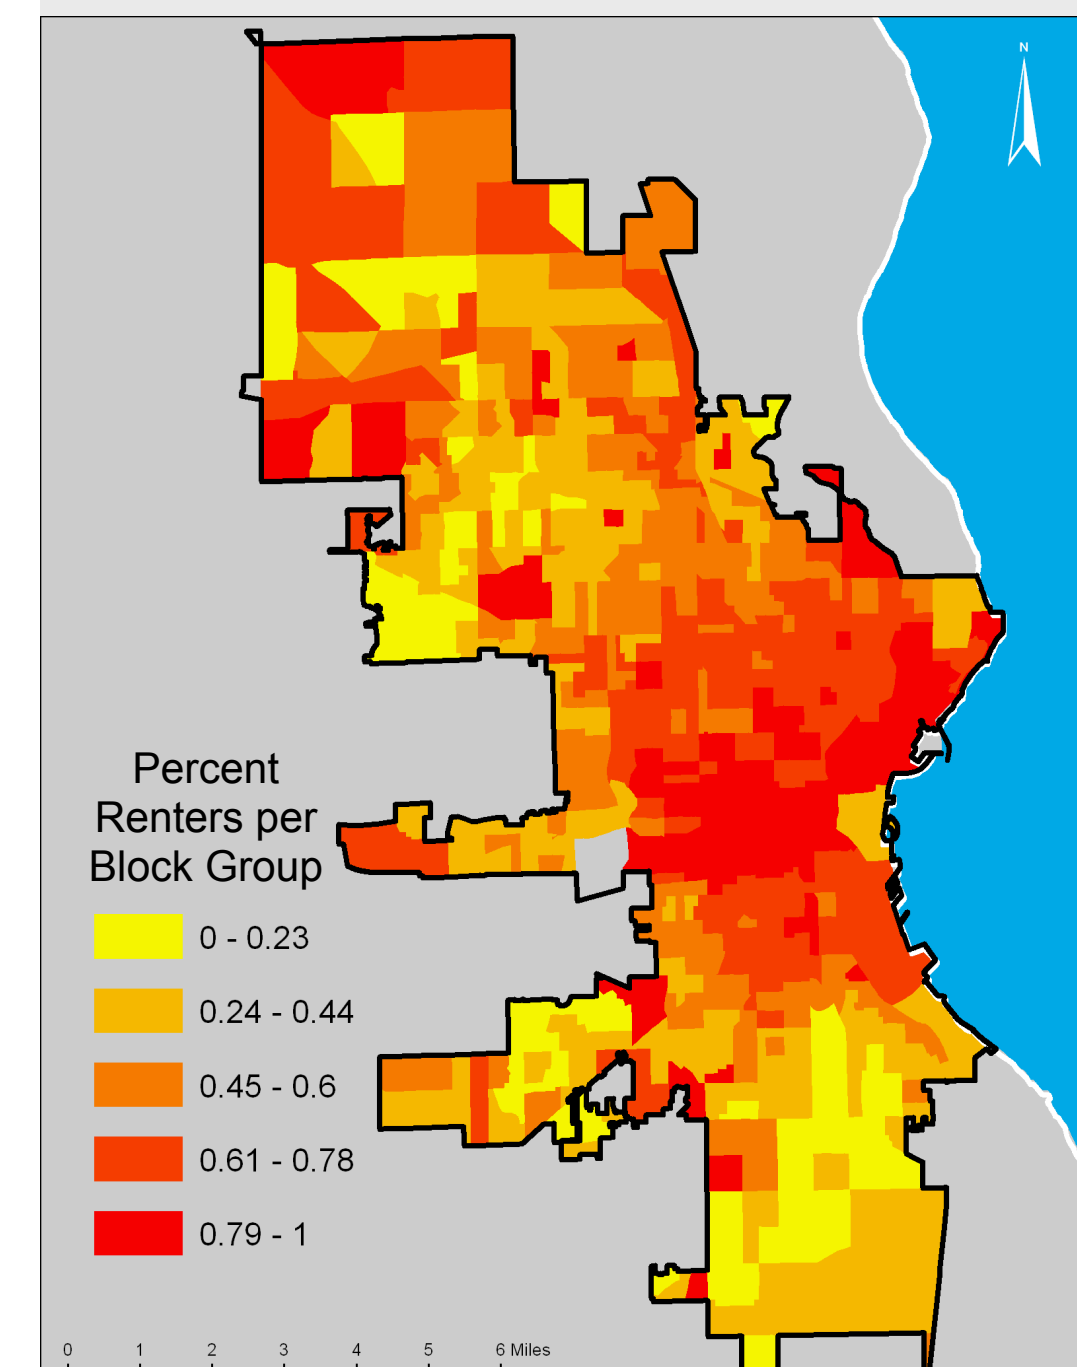 N
Percent
Renters per
Block Group
0 - 0.23
0.24 - 0.44
0.45 - 0.6
0.61 - 0.78
0.79 - 1
0 1 2 3 4 5 6 Miles